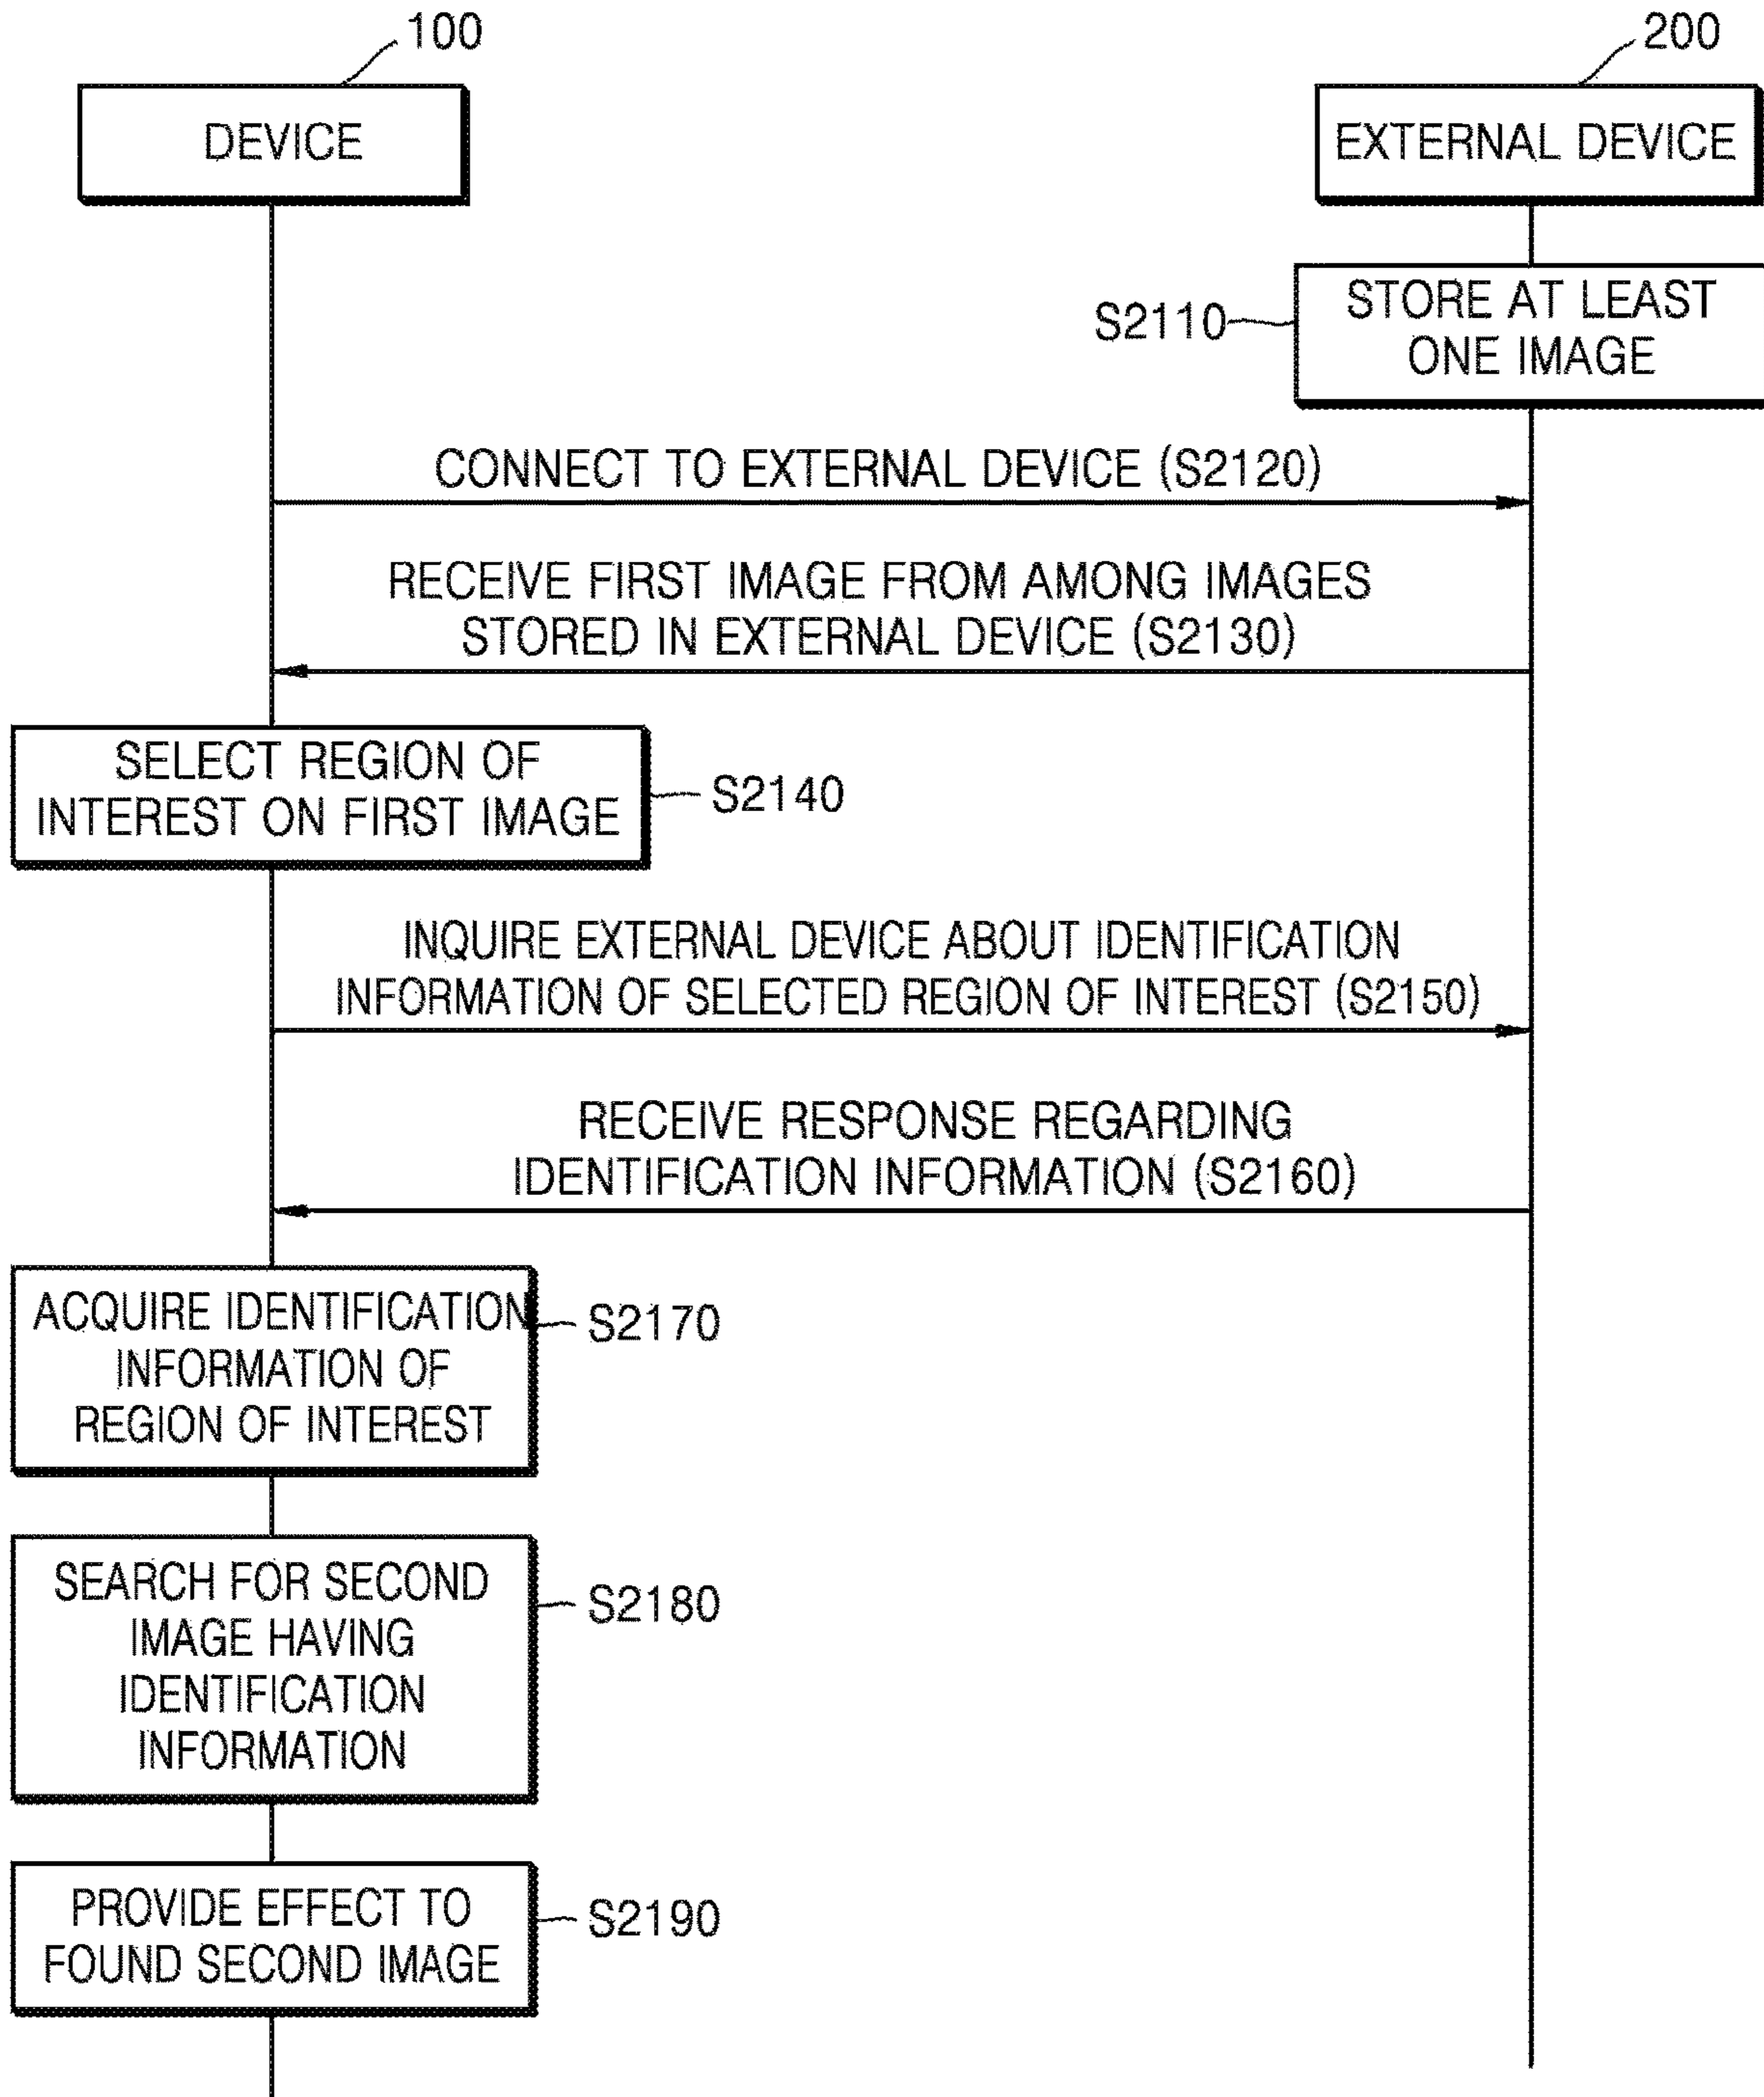 100
200
DEVICE
EXTERNAL DEVICE
S2110
STORE AT LEAST
ONE IMAGE
CONNECT TO EXTERNAL DEVICE (S2120)
RECEIVE FIRST IMAGE FROM AMONG IMAGES
STORED IN EXTERNAL DEVICE (S2130)
SELECT REGION OF
INTEREST ON FIRST IMAGE
S2140
INQUIRE EXTERNAL DEVICE ABOUT IDENTIFICATION
INFORMATION OF SELECTED REGION OF INTEREST (S2150)
RECEIVE RESPONSE REGARDING
IDENTIFICATION INFORMATION (S2160)
ACQUIRE IDENTIFICATION
INFORMATION OF
REGION OF INTEREST
S2170
SEARCH FOR SECOND
IMAGE HAVING
IDENTIFICATION
INFORMATION
S2180
PROVIDE EFFECT TO
FOUND SECOND IMAGE
S2190